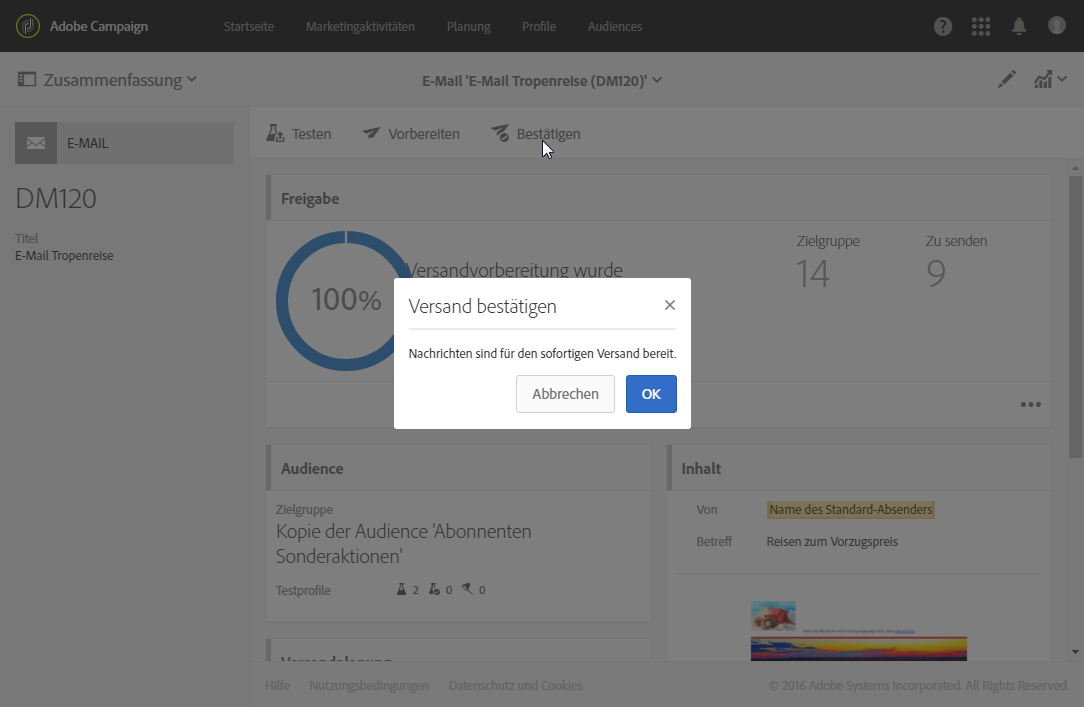 Adobe Campaign
Startseite
Marketingaktivitäten
Planung
Profile
Audiences
Zusammenfassung
E-Mail 'E-Mail Tropenreise (DM120)'
E-MAIL
DM120
Titel
E-Mail Tropenreise
Testen
Vorbereiten
Bestätigen
Freigabe
100%
Versandvorbereitung wurde
Zielgruppe
14
Zu senden
9
Versand bestätigen
Nachrichten sind für den sofortigen Versand bereit.
Abbrechen
OK
Audience
Zielgruppe
Kopie der Audience 'Abonnenten
Sonderaktionen'
Testprofile
2
0
0
Inhalt
Von
Name des Standard-Absenders
Betreff
Reisen zum Vorzugspreis
Hilfe
Nutzungsbedingungen
Datenschutz und Cookies
© 2016 Adobe Systems Incorporated. All Rights Reserved.